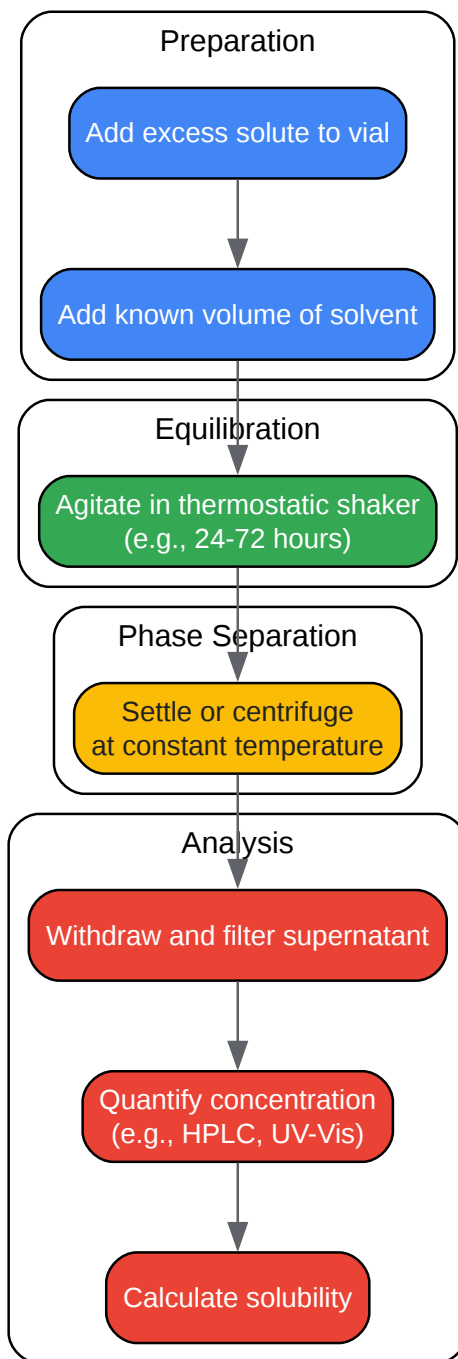 Preparation
Add excess solute to vial
Add known volume of solvent
Equilibration
Agitate in thermostatic shaker
(e.g., 24-72 hours)
Phase Separation
Settle or centrifuge
at constant temperature
Analysis
Withdraw and filter supernatant
Quantify concentration
(e.g., HPLC, UV-Vis)
Calculate solubility